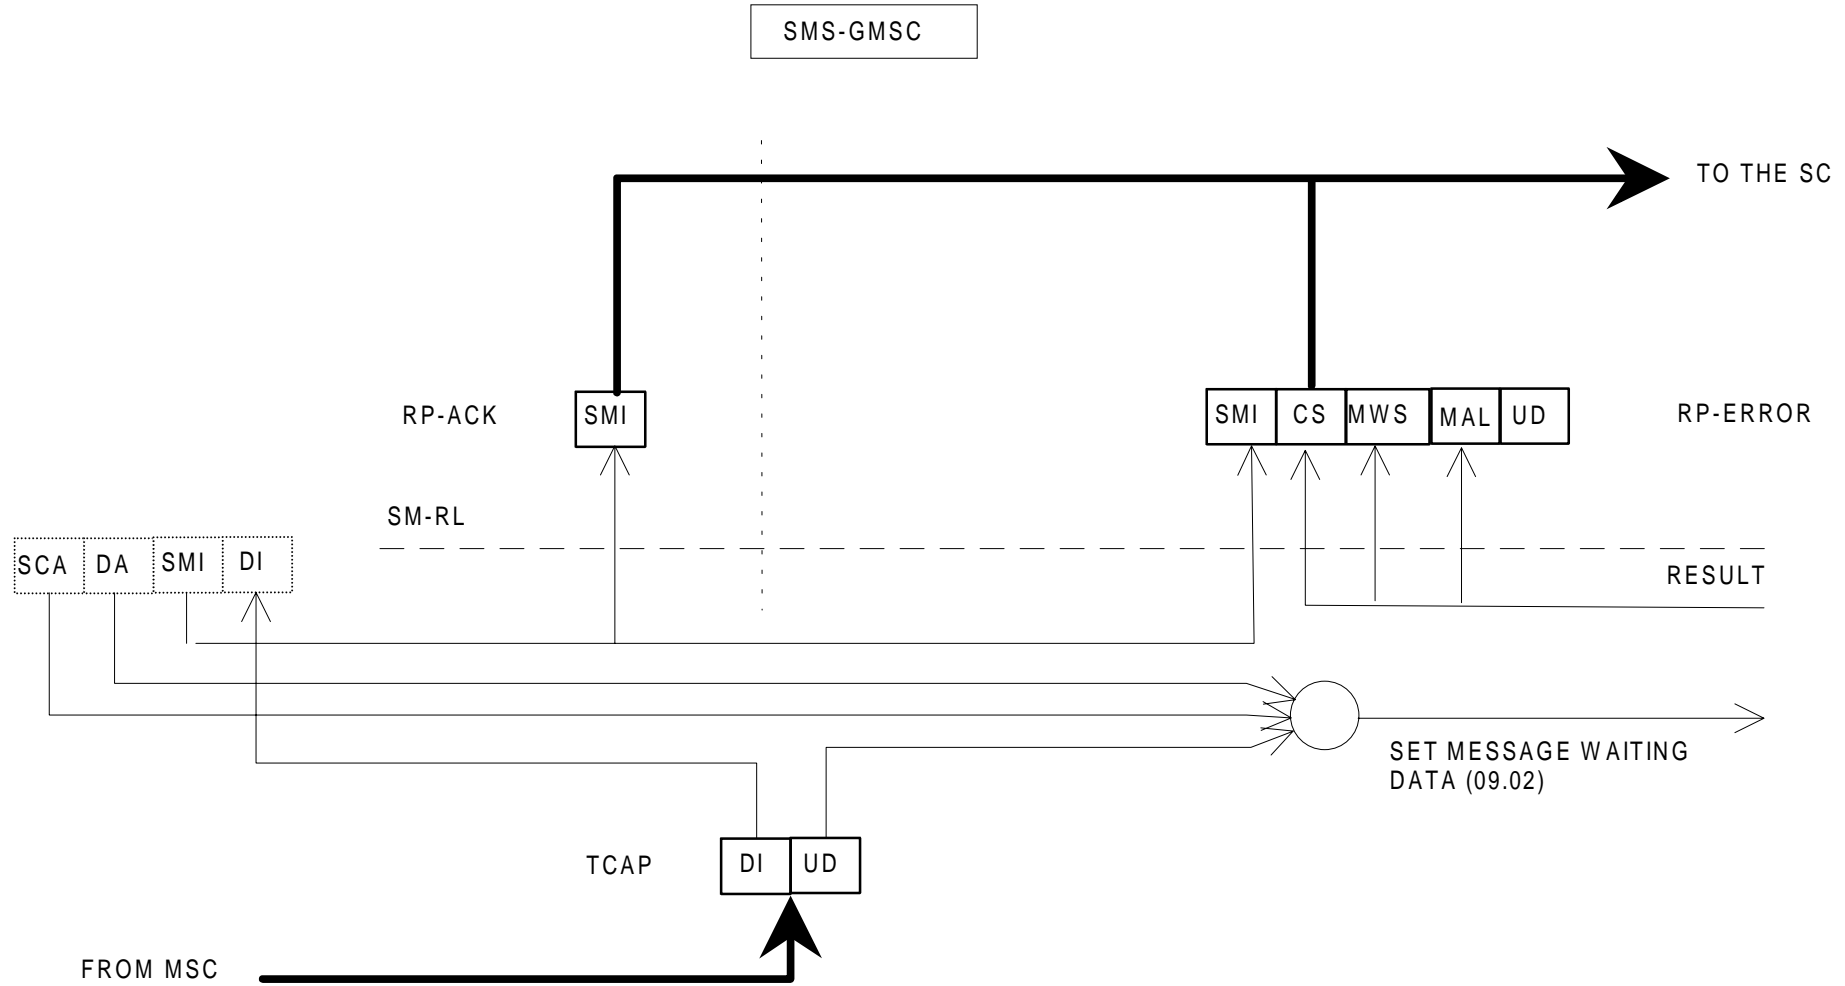 SMS-GMSC
TO THE SC
RP-ACK
SMI
SMI CS MWS MAL UD
RP-ERROR
SM-RL
SCA DA SMI DI
RESULT
SET MESSAGE WAITING
DATA (09.02)
TCAP
DI UD
FROM MSC